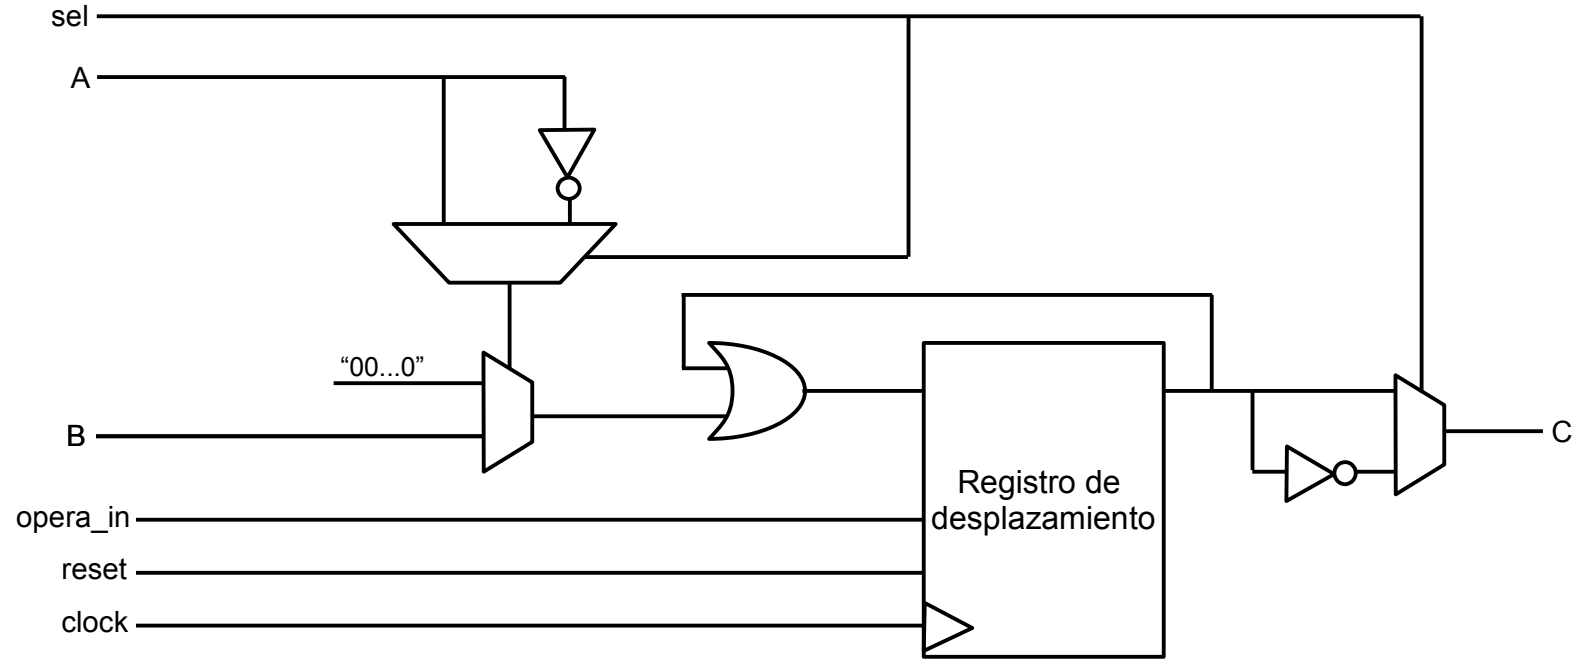 sel
A
“00...0”
B
Registro de
desplazamiento
C
opera_in
reset
clock